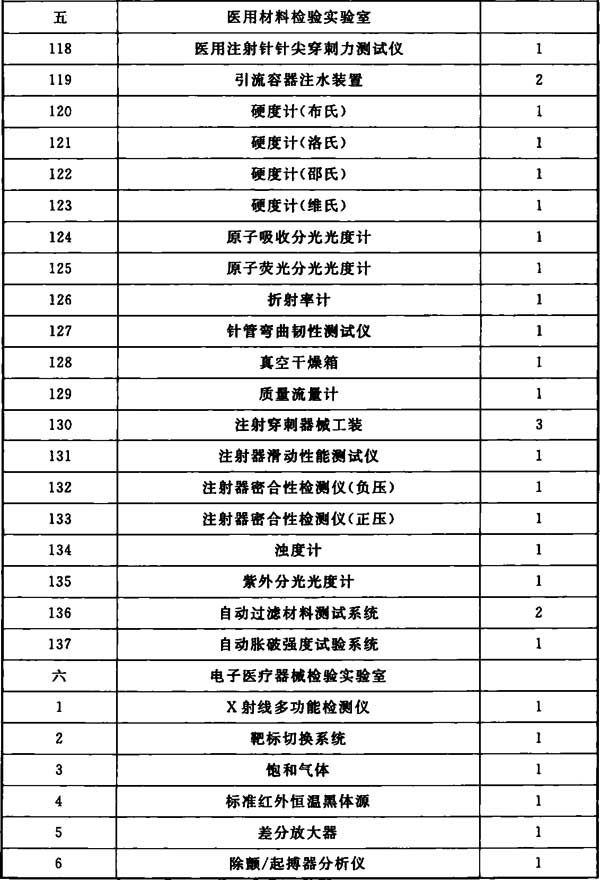 五 医用材料检验实验室
118 医用注射针针尖穿刺力测试仪 1
119 引流容器注水装置 2
120 硬度计(布氏) 1
121 硬度计(洛氏) 1
122 硬度计(邵氏) 1
123 硬度计(维氏) 1
124 原子吸收分光光度计 1
125 原子荧光分光光度计 1
126 折射率计 1
127 针管弯曲韧性测试仪 1
128 真空干燥箱 1
129 质量流量计 1
130 注射穿刺器械工装 3
131 注射器滑动性能测试仪 1
132 注射器密合性检测仪(负压) 1
133 注射器密合性检测仪(正压) 1
134 浊度计 1
135 紫外分光光度计 1
136 自动过滤材料测试系统 2
137 自动胀破强度试验系统 1
六 电子医疗器械检验实验室
1 X射线多功能检测仪 1
2 靶标切换系统 1
3 饱和气体 1
4 标准红外恒温黑体源 1
5 差分放大器 1
6 除颤/起搏器分析仪 1